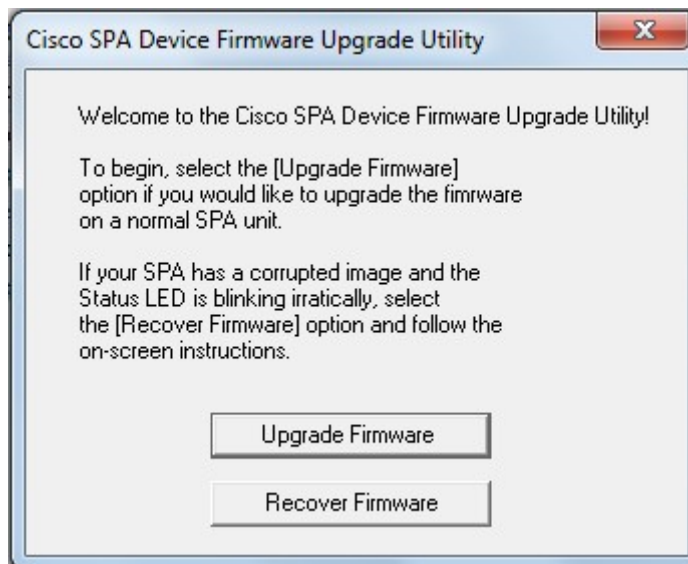 Cisco SPA Device Firmware Upgrade Utility
Welcome to the Cisco SPA Device Firmware Upgrade Utility!
To begin, select the [Upgrade Firmware]
option if you would like to upgrade the fimrware
on a normal SPA unit.
If your SPA has a corrupted image and the
Status LED is blinking irratically, select
the [Recover Firmware] option and follow the
on-screen instructions.
Upgrade Firmware
Recover Firmware